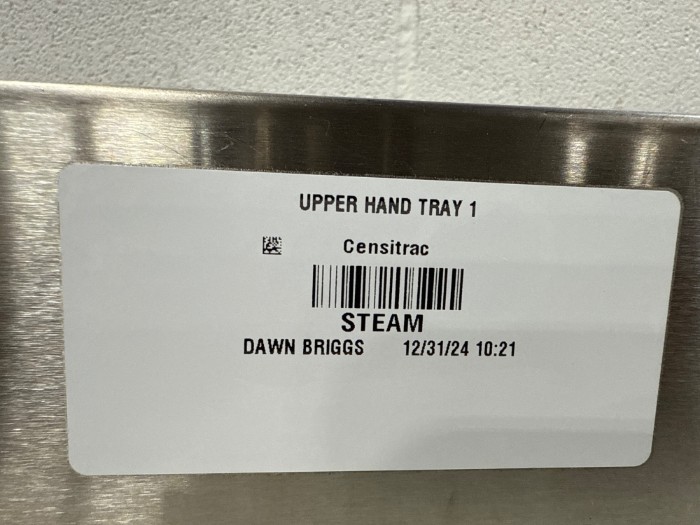 UPPER HAND TRAY 1
Censitrac
STEAM
DAWN BRIGGS 12/31/24 10:21